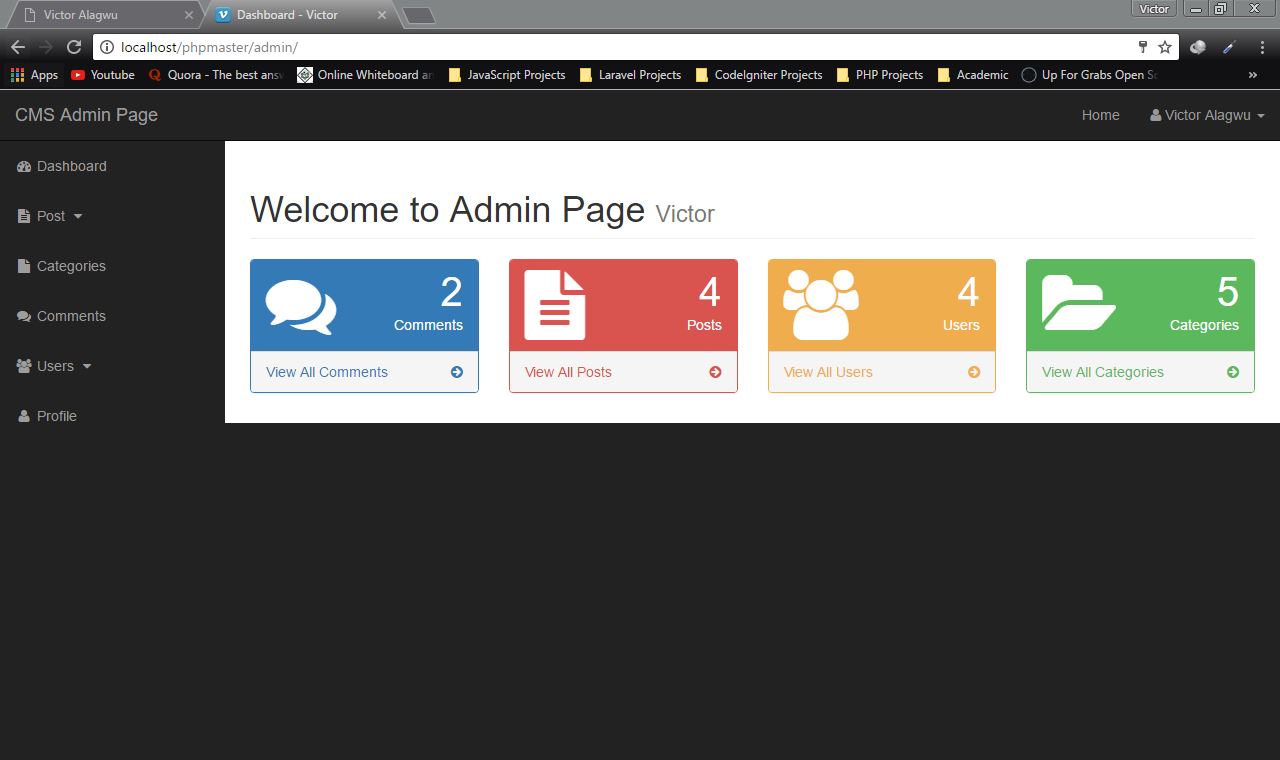 Victor Alagwu
Dashboard - Victor
Victor
localhost/phpmaster/admin/
Apps Youtube Quora - The best answ Online Whiteboard an JavaScript Projects Laravel Projects CodeIgniter Projects PHP Projects Academic Up For Grabs Open So »
CMS Admin Page
Home Victor Alagwu
Dashboard
Post
Categories
Comments
Users
Profile
Welcome to Admin Page Victor
2
Comments
View All Comments
4
Posts
View All Posts
4
Users
View All Users
5
Categories
View All Categories